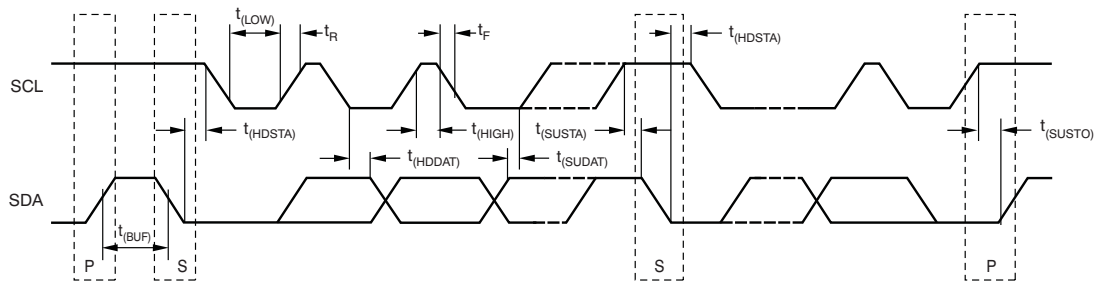 t(LOW)
tR
tF
t(HDSTA)
SCL
t(HDSTA)
t(HIGH)
t(SUSTA)
t(SUSTO)
t(HDDAT)
t(SUDAT)
SDA
t(BUF)
P
S
S
P